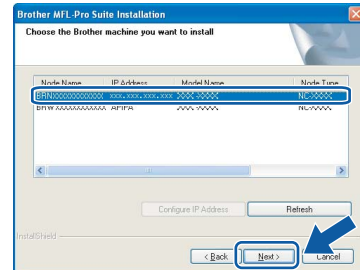 Brother MFL-Pro Suite Installation
Choose the Brother machine you want to install
Node Name IP Address Model Name Node Type
BRNXXXXXXXXXXXX xxx.xxx.xxx.xxx XXX-XXXX NC-XXXX
BRWXXXXXXXXXXXX APIPA XXX-XXXX NC-XXXX
Configure IP Address Refresh
InstallShield
< Back Next > Cancel